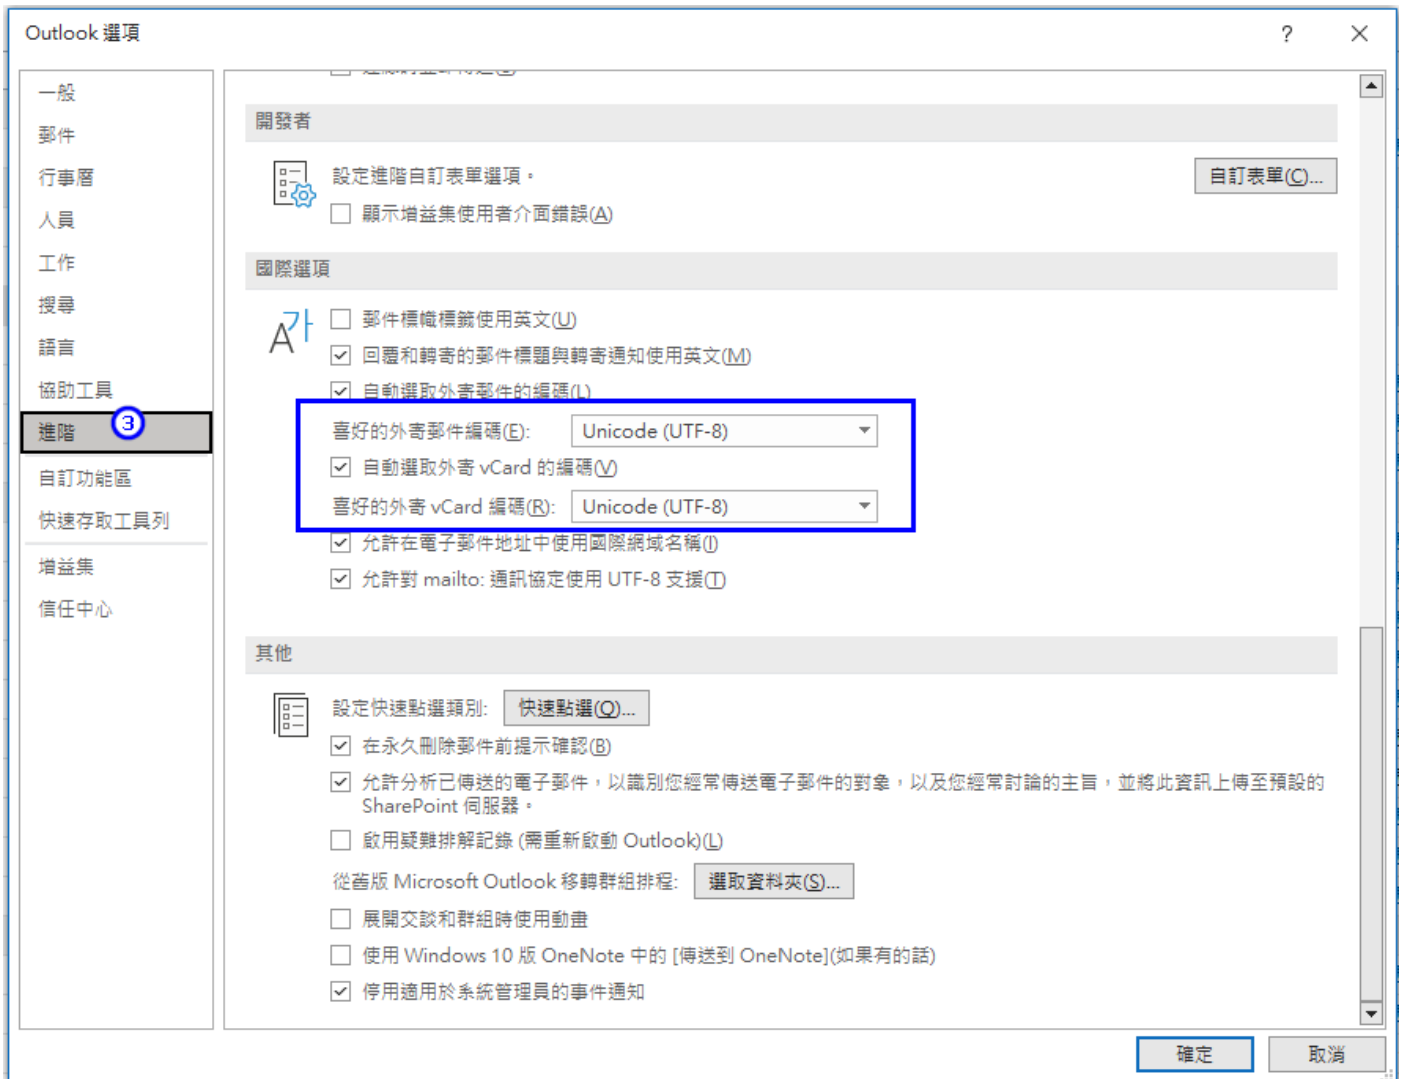 Outlook 選項
?
一般
郵件
行事曆
人員
工作
搜尋
語言
協助工具
進階
3
自訂功能區
快速存取工具列
增益集
信任中心
開發者
設定進階自訂表單選項。
自訂表單(C)...
顯示增益集使用者介面錯誤(A)
國際選項
郵件標幟標籤使用英文(U)
回覆和轉寄的郵件標題與轉寄通知使用英文(M)
自動選取外寄郵件的編碼(L)
喜好的外寄郵件編碼(E): Unicode (UTF-8)
自動選取外寄 vCard 的編碼(V)
喜好的外寄 vCard 編碼(R): Unicode (UTF-8)
允許在電子郵件地址中使用國際網域名稱(I)
允許對 mailto: 通訊協定使用 UTF-8 支援(T)
其他
設定快速點選類別: 快速點選(Q)...
在永久刪除郵件前提示確認(B)
允許分析已傳送的電子郵件，以識別您經常傳送電子郵件的對象，以及您經常討論的主旨，並將此資訊上傳至預設的
SharePoint 伺服器。
啟用疑難排解記錄 (需重新啟動 Outlook)(L)
從舊版 Microsoft Outlook 移轉群組排程: 選取資料夾(S)...
展開交談和群組時使用動畫
使用 Windows 10 版 OneNote 中的 [傳送到 OneNote](如果有的話)
停用適用於系統管理員的事件通知
確定
取消